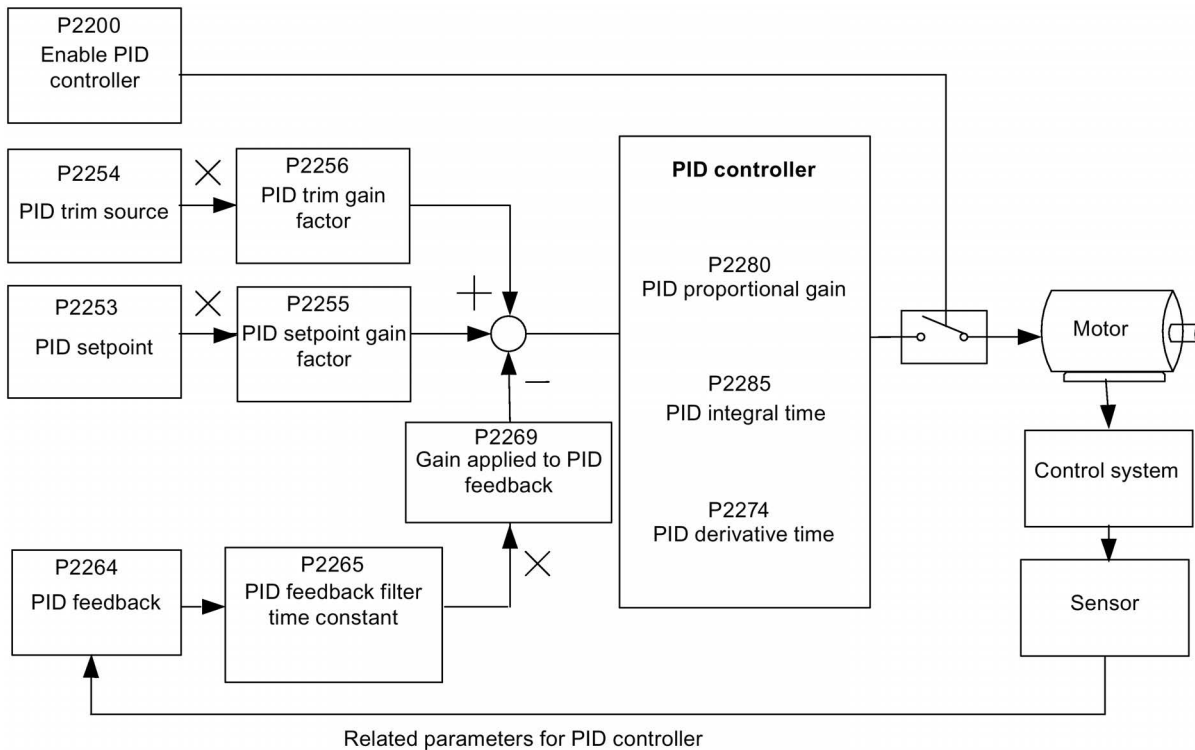 P2200
Enable PID
controller
P2254
PID trim source
P2256
PID trim gain
factor
P2253
PID setpoint
P2255
PID setpoint gain
factor
P2269
Gain applied to PID
feedback
P2264
PID feedback
P2265
PID feedback filter
time constant
PID controller
P2280
PID proportional gain
P2285
PID integral time
P2274
PID derivative time
Motor
Control system
Sensor
Related parameters for PID controller